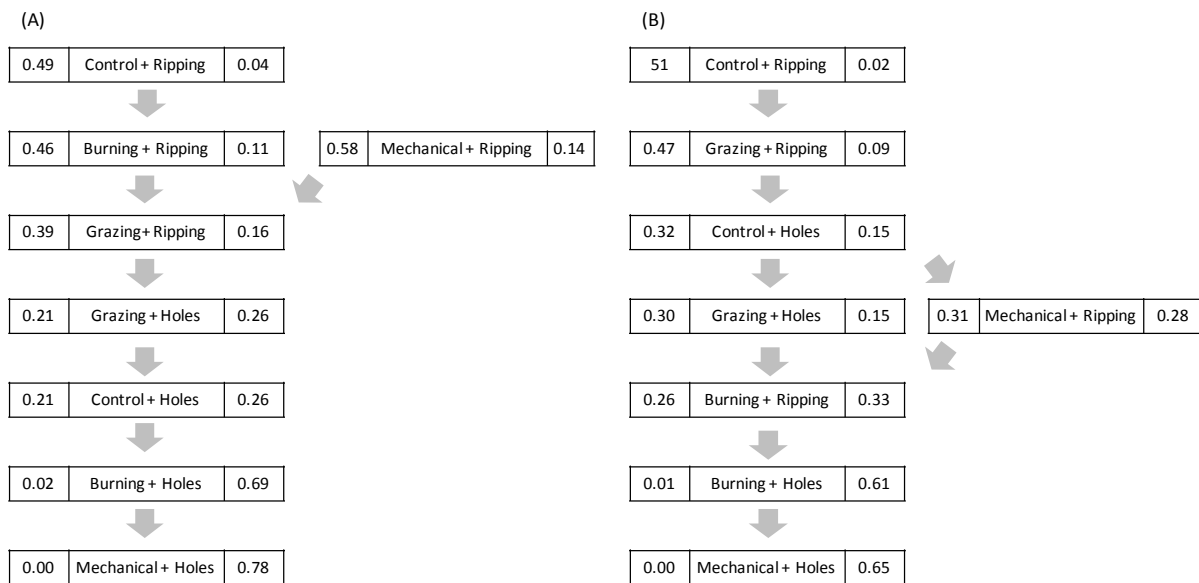 (A)
0.49 Control + Ripping 0.04
0.46 Burning + Ripping 0.11
0.58 Mechanical + Ripping 0.14
0.39 Grazing+ Ripping 0.16
0.21 Grazing + Holes 0.26
0.21 Control + Holes 0.26
0.02 Burning + Holes 0.69
0.00 Mechanical + Holes 0.78
(B)
51 Control + Ripping 0.02
0.47 Grazing + Ripping 0.09
0.32 Control + Holes 0.15
0.30 Grazing + Holes 0.15
0.31 Mechanical + Ripping 0.28
0.26 Burning + Ripping 0.33
0.01 Burning + Holes 0.61
0.00 Mechanical + Holes 0.65